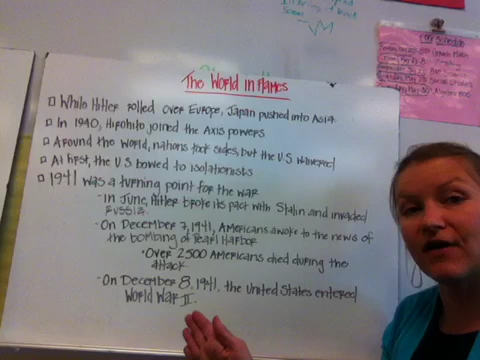 The World in Flames
□ While Hitler rolled over Europe, Japan pushed into Asia
□ In 1940, Hirohito joined the Axis powers
□ Around the World, nations took sides, but the U.S wavered
□ At first, the U.S bowed to isolationists
□ 1941 was a turning point for the war
- In June, Hitler broke its pact with Stalin and invaded
Russia.
- On December 7, 1941, Americans awoke to the news of
the bombing of Pearl Harbor
• Over 2500 Americans died during the
attack
- On December 8, 1941, the United States entered
World War II.